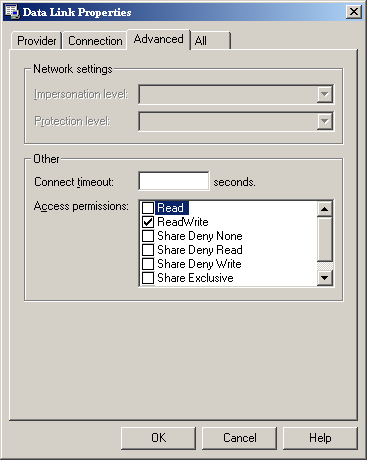 Data Link Properties
Provider Connection Advanced All
Network settings
Impersonation level:
Protection level:
Other
Connect timeout: seconds.
Access permissions: Read
ReadWrite
Share Deny None
Share Deny Read
Share Deny Write
Share Exclusive
OK Cancel Help